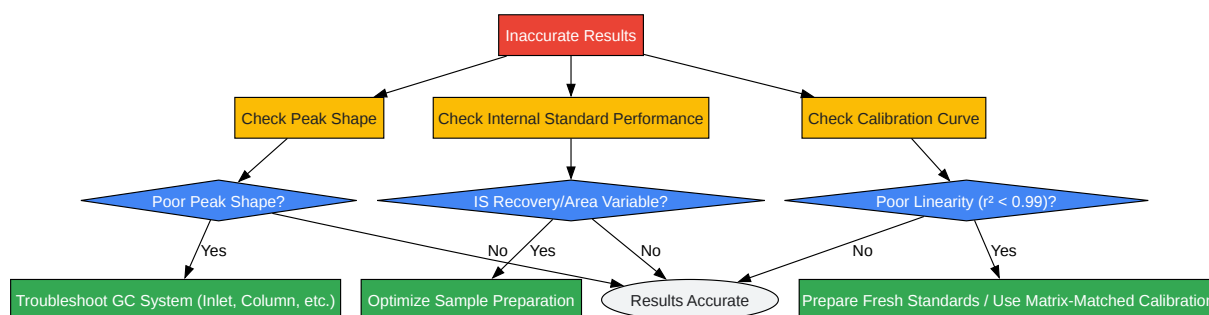 Inaccurate Results
Check Peak Shape
Check Internal Standard Performance
Check Calibration Curve
Poor Peak Shape?
IS Recovery/Area Variable?
Poor Linearity (r² < 0.99)?
Yes
No
Yes
No
No
Yes
Troubleshoot GC System (Inlet, Column, etc.)
Optimize Sample Preparation
Results Accurate
Prepare Fresh Standards / Use Matrix-Matched Calibration